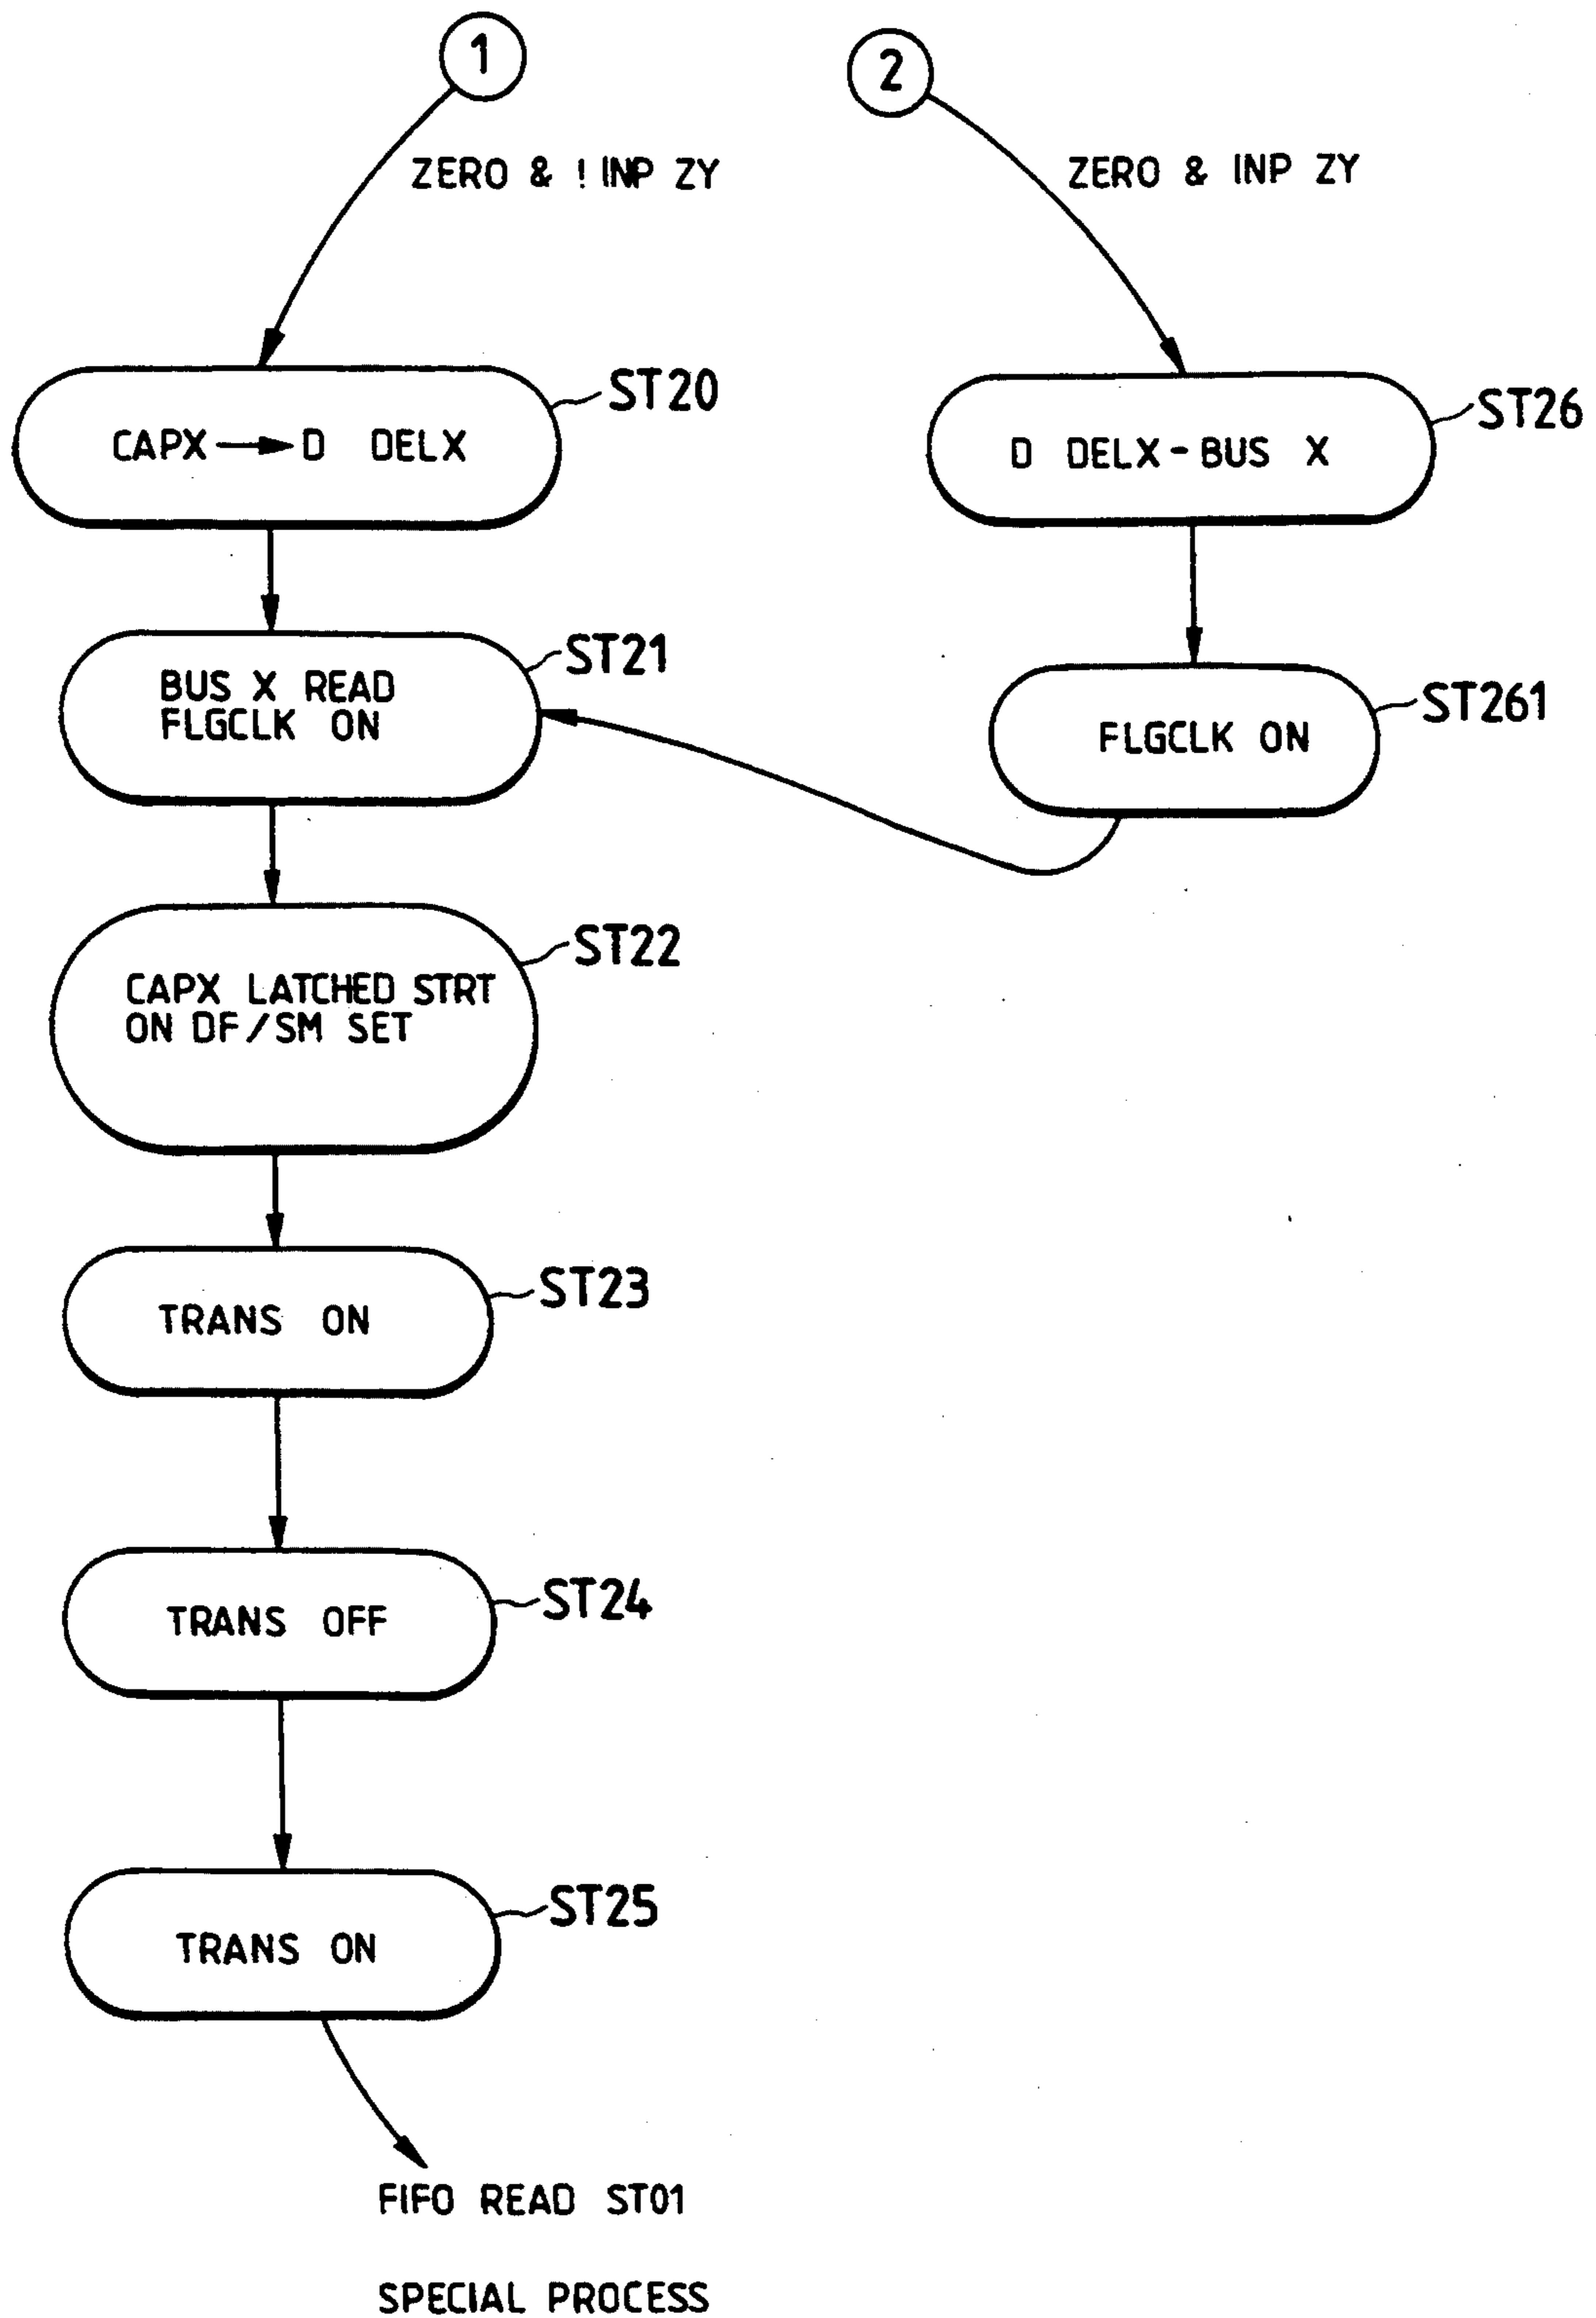 1
2
ZERO & ! INP ZY
ZERO & INP ZY
ST20
CAPX → D DELX
ST26
D DELX - BUS X
ST21
BUS X READ
FLGCLK ON
ST261
FLGCLK ON
ST22
CAPX LATCHED STRT
ON DF/SM SET
ST23
TRANS ON
ST24
TRANS OFF
ST25
TRANS ON
FIFO READ ST01
SPECIAL PROCESS